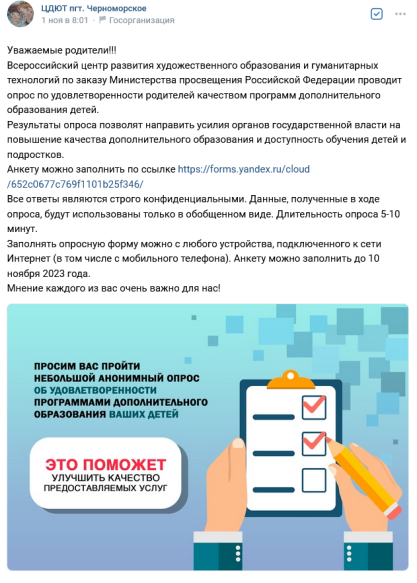 ЦДЮТ пгт. Черноморское
1 ноя в 8:01 · Госорганизация
Уважаемые родители!!!
Всероссийский центр развития художественного образования и гуманитарных
технологий по заказу Министерства просвещения Российской Федерации проводит
опрос по удовлетворенности родителей качеством программ дополнительного
образования детей.
Результаты опроса позволят направить усилия органов государственной власти на
повышение качества дополнительного образования и доступность обучения детей и
подростков.
Анкету можно заполнить по ссылке https://forms.yandex.ru/cloud
/652c0677c769f1101b25f346/
Все ответы являются строго конфиденциальными. Данные, полученные в ходе
опроса, будут использованы только в обобщенном виде. Длительность опроса 5-10
минут.
Заполнять опросную форму можно с любого устройства, подключенного к сети
Интернет (в том числе с мобильного телефона). Анкету можно заполнить до 10
ноября 2023 года.
Мнение каждого из вас очень важно для нас!
ПРОСИМ ВАС ПРОЙТИ
НЕБОЛЬШОЙ АНОНИМНЫЙ ОПРОС
ОБ УДОВЛЕТВОРЕННОСТИ
ПРОГРАММАМИ ДОПОЛНИТЕЛЬНОГО
ОБРАЗОВАНИЯ ВАШИХ ДЕТЕЙ
ЭТО ПОМОЖЕТ
УЛУЧШИТЬ КАЧЕСТВО
ПРЕДОСТАВЛЯЕМЫХ УСЛУГ